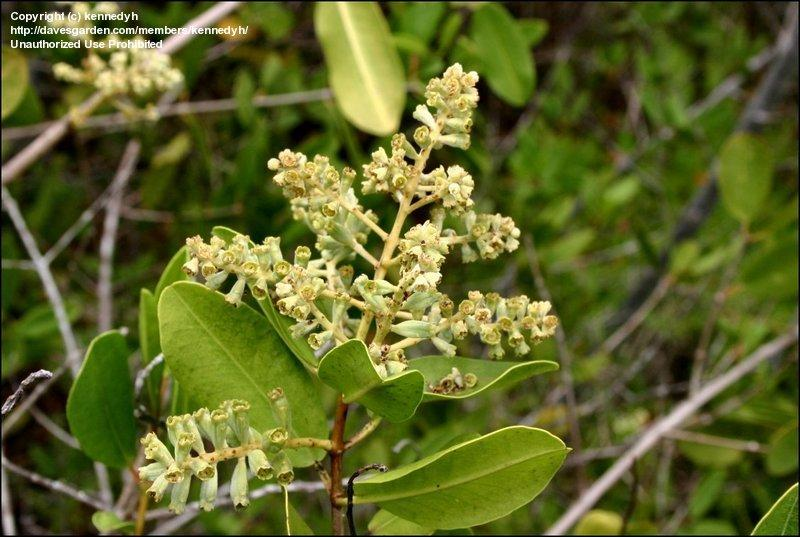 Copyright (c) kennedyh
http://davesgarden.com/members/kennedyh/
Unauthorized Use Prohibited